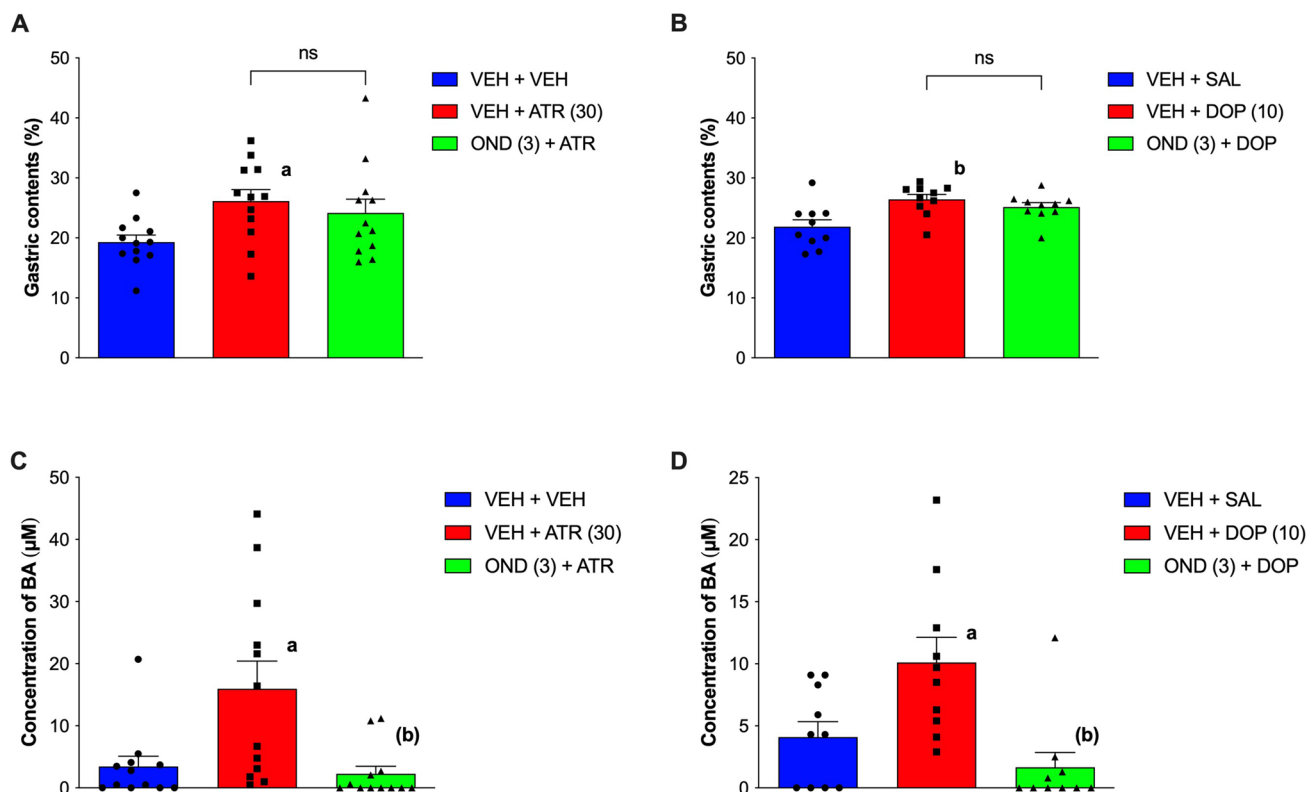 A
50
40
30
20
10
0
Gastric contents (%)
ns
a
VEH + VEH
VEH + ATR (30)
OND (3) + ATR
B
50
40
30
20
10
0
Gastric contents (%)
ns
b
VEH + SAL
VEH + DOP (10)
OND (3) + DOP
C
50
40
30
20
10
0
Concentration of BA (μM)
a
(b)
VEH + VEH
VEH + ATR (30)
OND (3) + ATR
D
25
20
15
10
5
0
Concentration of BA (μM)
a
(b)
VEH + SAL
VEH + DOP (10)
OND (3) + DOP